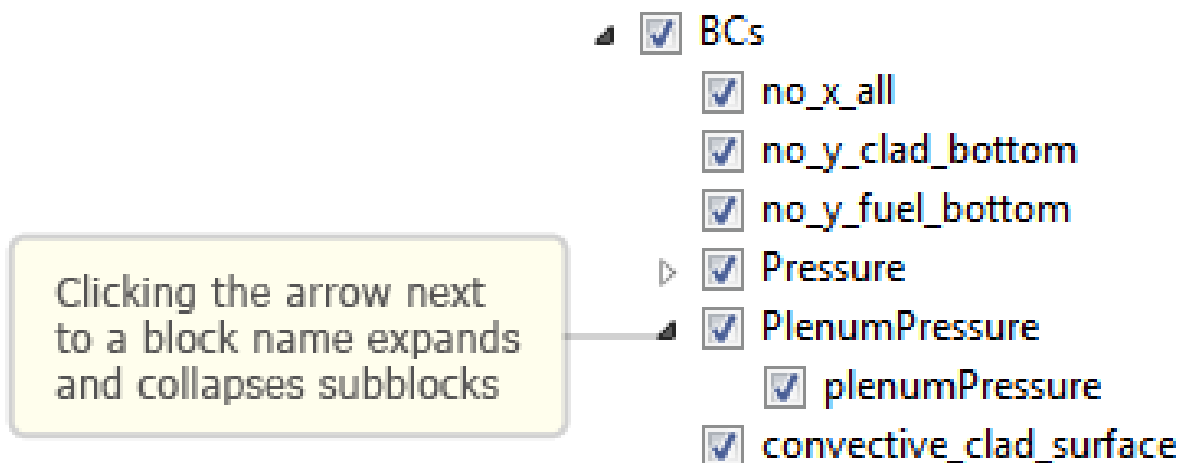 BCs
no_x_all
no_y_clad_bottom
no_y_fuel_bottom
Pressure
PlenumPressure
plenumPressure
convective_clad_surface
Clicking the arrow next
to a block name expands
and collapses subblocks